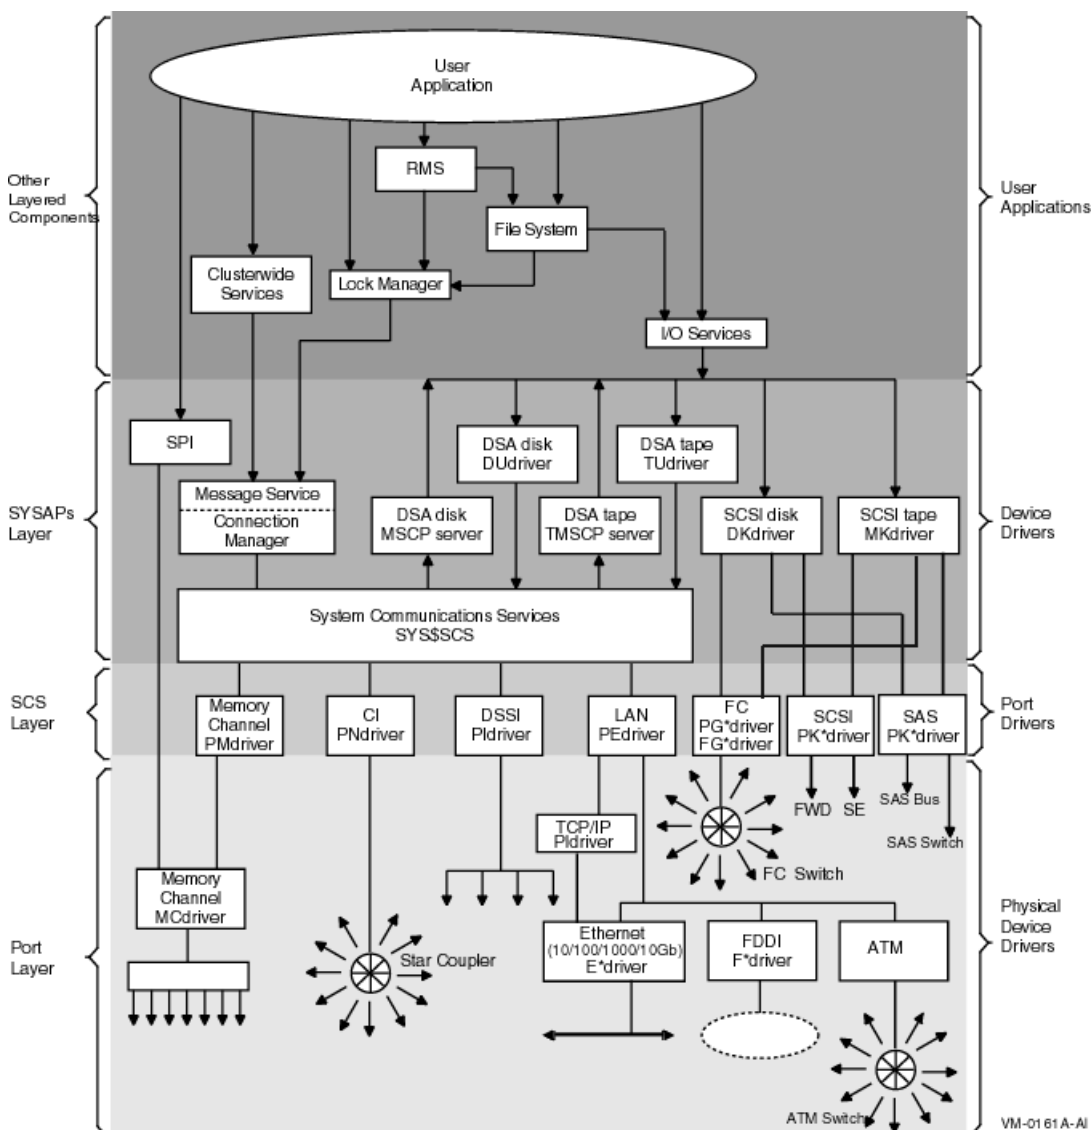 User
Application
RMS
Other
Layered
Components
User
Applications
File System
Clusterwide
Services
Lock Manager
I/O Services
SPI
DSA disk
DUdriver
DSA tape
TUdriver
Message Service
Connection
Manager
DSA disk
MSCP server
DSA tape
TMSCP server
SCSI disk
DKdriver
SCSI tape
MKdriver
SYSAPs
Layer
Device
Drivers
System Communications Services
SYS$SCS
SCS
Layer
Memory
Channel
PMdriver
CI
PNdriver
DSSI
PIdriver
LAN
PEdriver
FC
PG*driver
FG*driver
SCSI
PK*driver
SAS
PK*driver
Port
Drivers
FWD
SE
SAS Bus
SAS Switch
TCP/IP
PIdriver
FC Switch
Memory
Channel
MCdriver
Port
Layer
Star Coupler
Ethernet
(10/100/1000/10Gb)
E*driver
FDDI
F*driver
ATM
Physical
Device
Drivers
ATM Switch
VM-0161A-AI